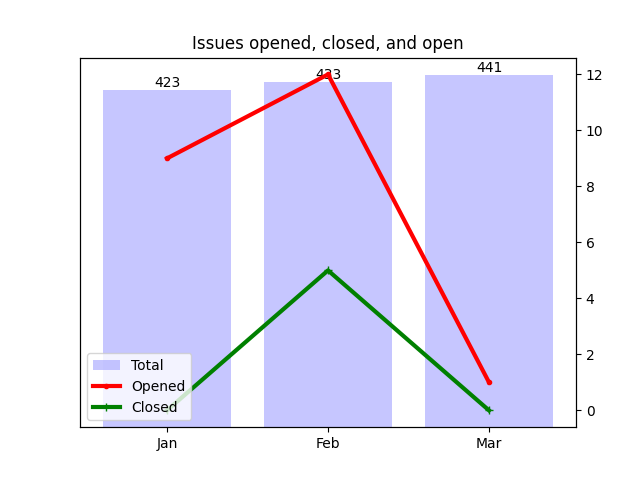 Issues opened, closed, and open
423
433
441
12
10
8
6
4
2
0
Total
Opened
Closed
Jan
Feb
Mar